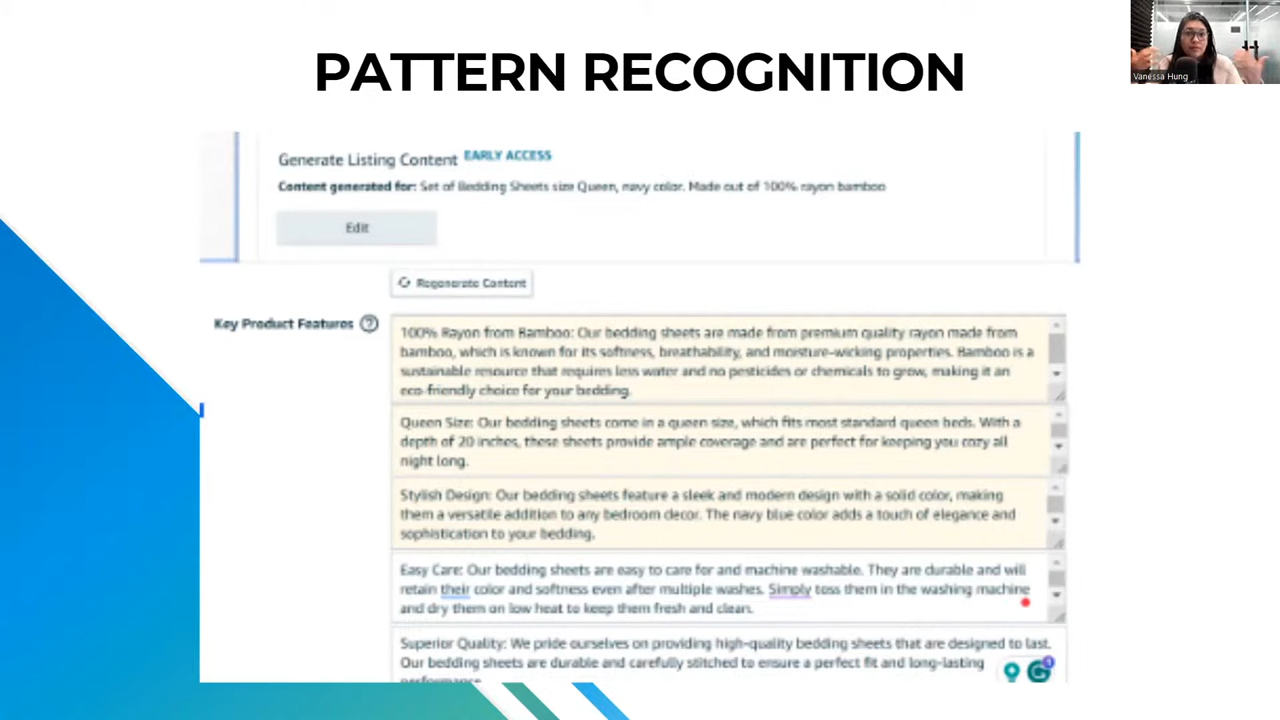 PATTERN RECOGNITION
Vanessa Hung
Generate Listing Content EARLY ACCESS
Content generated for: Set of Bedding Sheets size Queen, navy color. Made out of 100% rayon bamboo
Edit
Regenerate Content
Key Product Features ?
100% Rayon from Bamboo: Our bedding sheets are made from premium quality rayon made from
bamboo, which is known for its softness, breathability, and moisture-wicking properties. Bamboo is a
sustainable resource that requires less water and no pesticides or chemicals to grow, making it an
eco-friendly choice for your bedding.
Queen Size: Our bedding sheets come in a queen size, which fits most standard queen beds. With a
depth of 20 inches, these sheets provide ample coverage and are perfect for keeping you cozy all
night long.
Stylish Design: Our bedding sheets feature a sleek and modern design with a solid color, making
them a versatile addition to any bedroom decor. The navy blue color adds a touch of elegance and
sophistication to your bedding.
Easy Care: Our bedding sheets are easy to care for and machine washable. They are durable and will
retain their color and softness even after multiple washes. Simply toss them in the washing machine
and dry them on low heat to keep them fresh and clean.
Superior Quality: We pride ourselves on providing high-quality bedding sheets that are designed to last.
Our bedding sheets are durable and carefully stitched to ensure a perfect fit and long-lasting
performance.